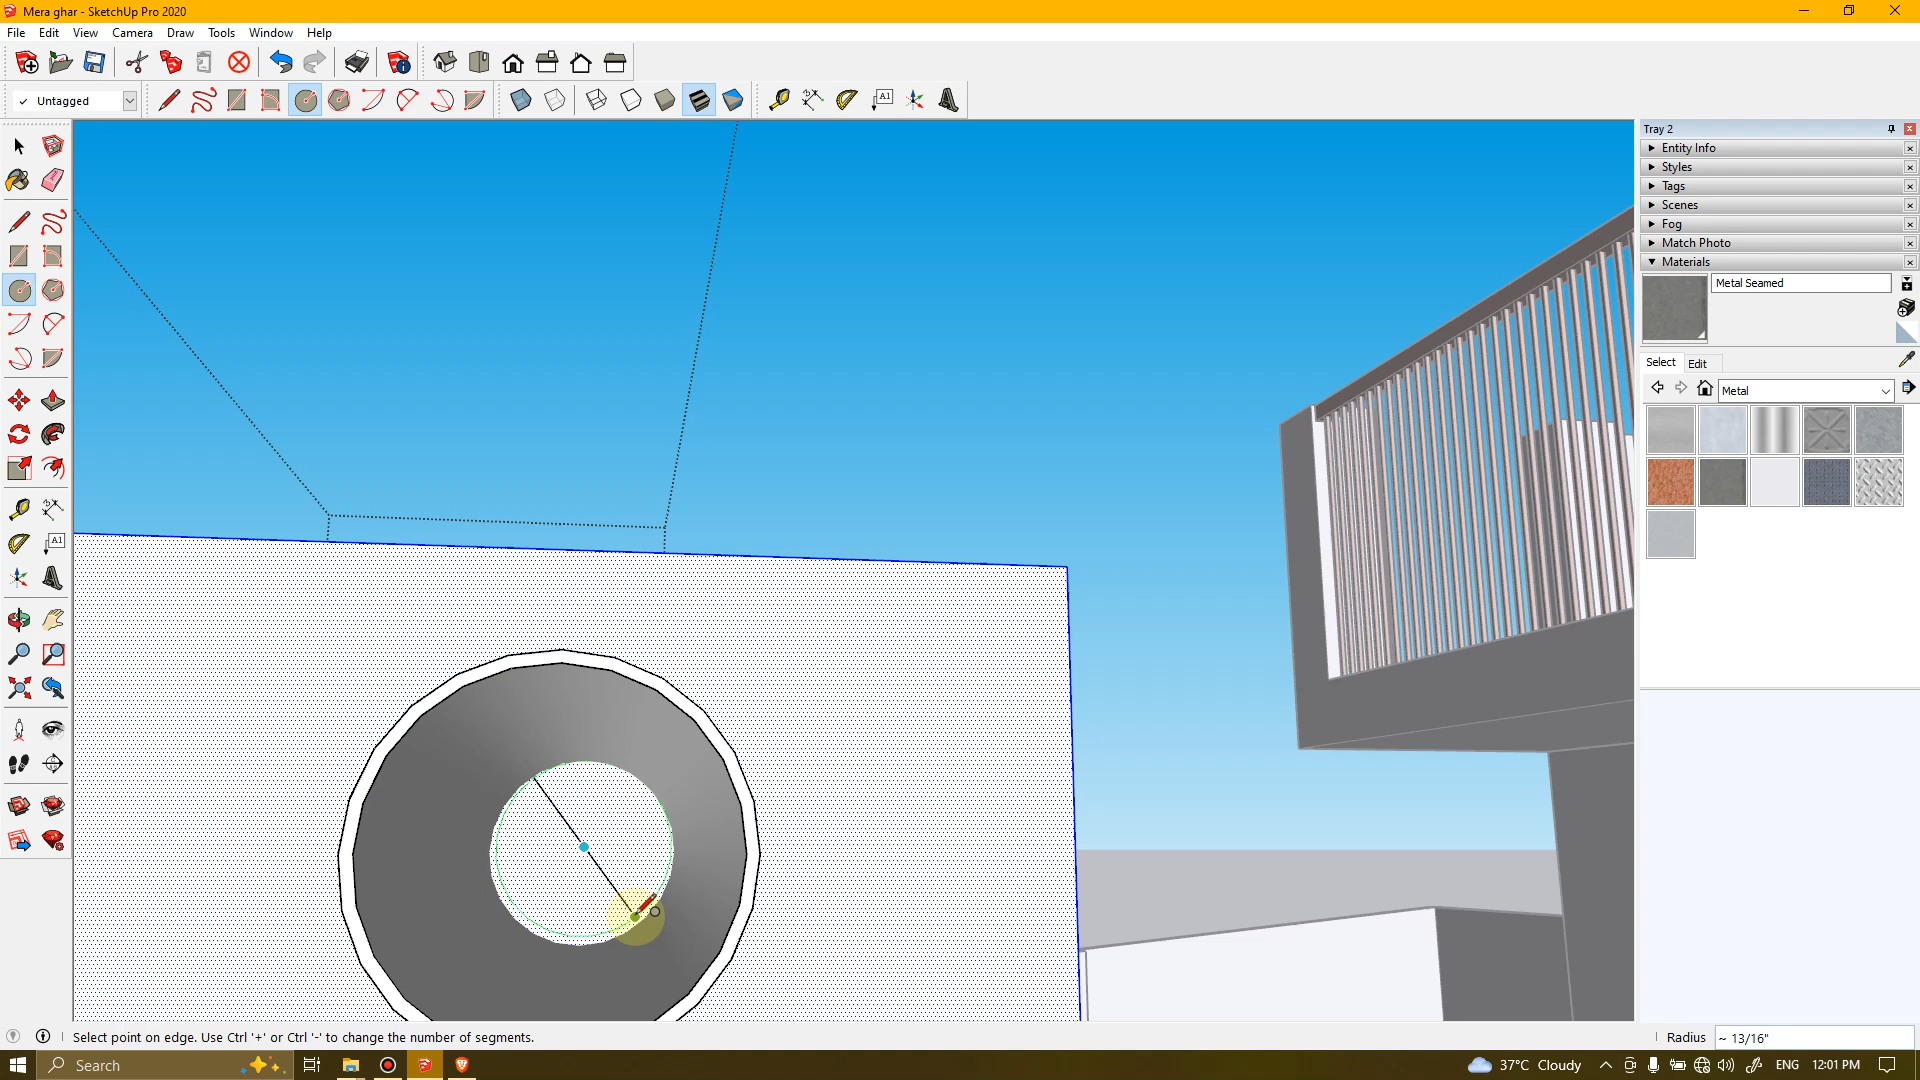 Mera ghar - SketchUp Pro 2020
File Edit View Camera Draw Tools Window Help
Untagged
A1
Tray 2
Entity Info
Styles
Tags
Scenes
Fog
Match Photo
Materials
Metal Seamed
Select Edit
Metal
A1
Select point on edge. Use Ctrl '+' or Ctrl '-' to change the number of segments.
Radius ~ 13/16"
Search
37°C Cloudy
ENG
12:01 PM